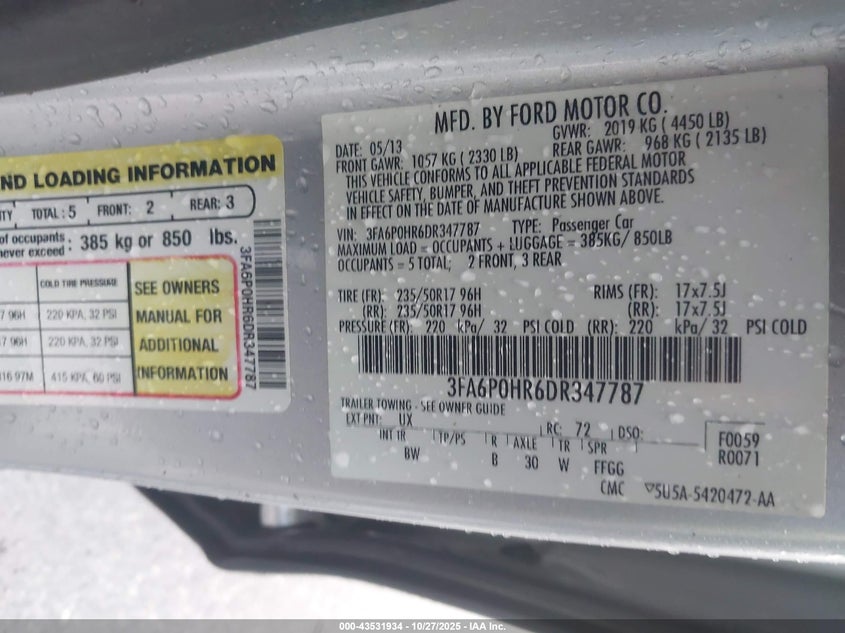 ND LOADING INFORMATION
TOTAL : 5 FRONT: 2 REAR: 3
of occupants : 385 kg or 850 lbs.
never exceed :
COLD TIRE PRESSURE
96H 220 KPA, 32 PSI
96H 220 KPA, 32 PSI
97M 415 KPA, 60 PSI
SEE OWNERS
MANUAL FOR
ADDITIONAL
INFORMATION
3FA6P0HR6DR347787
MFD. BY FORD MOTOR CO.
DATE: 05/13 GVWR: 2019 KG ( 4450 LB)
FRONT GAWR: 1057 KG ( 2330 LB) REAR GAWR: 968 KG ( 2135 LB)
THIS VEHICLE CONFORMS TO ALL APPLICABLE FEDERAL MOTOR
VEHICLE SAFETY, BUMPER, AND THEFT PREVENTION STANDARDS
IN EFFECT ON THE DATE OF MANUFACTURE SHOWN ABOVE.
VIN: 3FA6P0HR6DR347787 TYPE: Passenger Car
MAXIMUM LOAD = OCCUPANTS + LUGGAGE = 385KG/ 850LB
OCCUPANTS = 5 TOTAL; 2 FRONT, 3 REAR
TIRE (FR): 235/50R17 96H RIMS (FR): 17x7.5J
(RR): 235/50R17 96H (RR): 17x7.5J
PRESSURE (FR) 220 kPa/ 32 PSI COLD (RR): 220 kPa/ 32 PSI COLD
3FA6P0HR6DR347787
TRAILER TOWING - SEE OWNER GUIDE
EXT PNT: UX RC: 72 DSO: F0059
INT TR TP/PS R AXLE TR SPR R0071
BW B 30 W FFGG
CMC 5U5A-5420472-AA
000-43531934 | 10/27/2025 - IAA Inc.